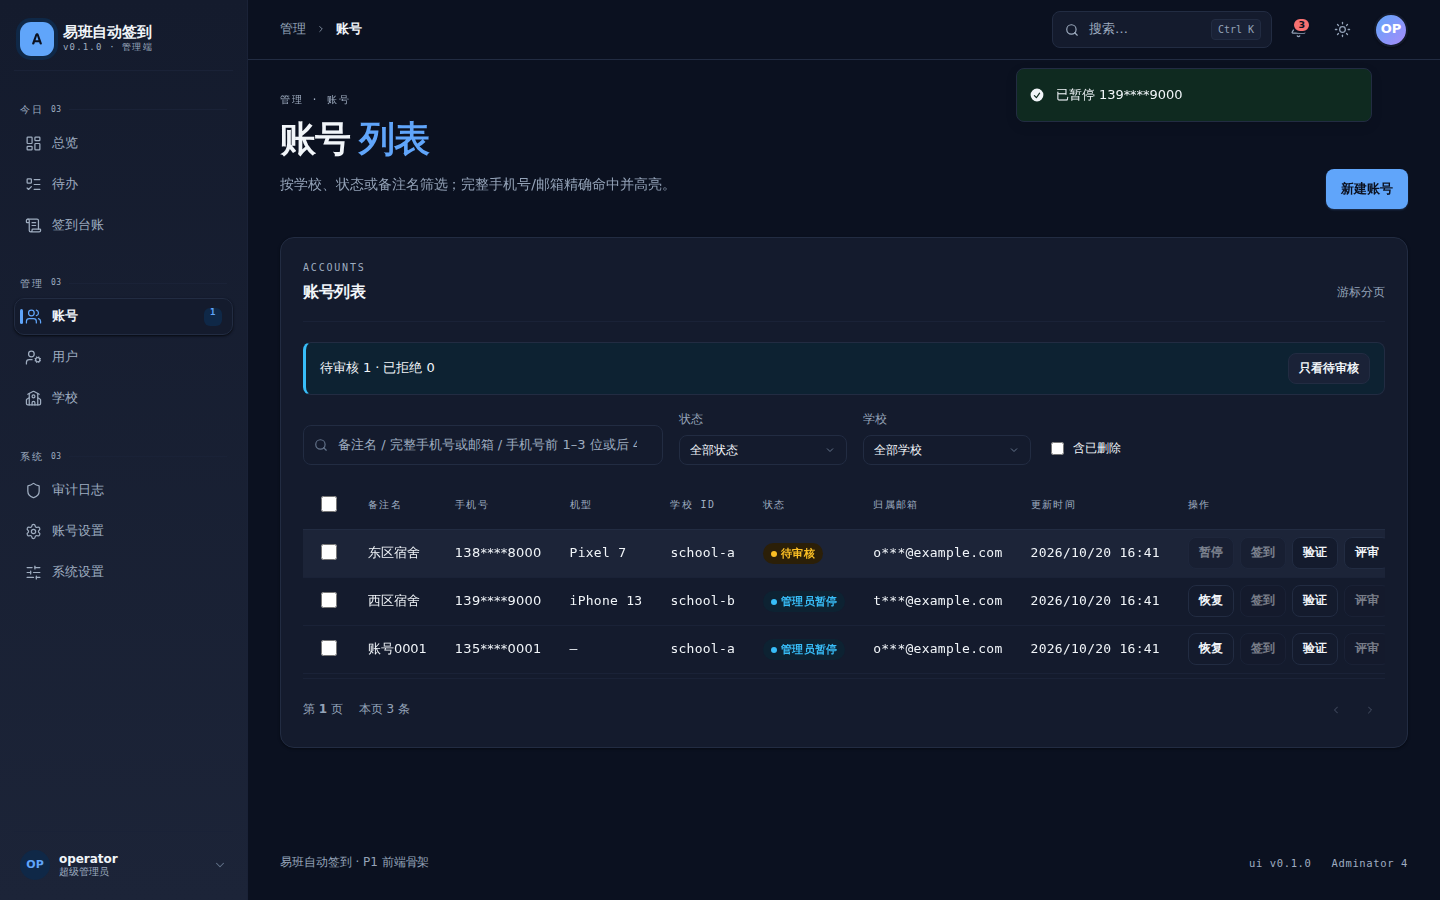 A
易班自动签到
v0.1.0 · 管理端
今日 03
总览
待办
签到台账
管理 03
账号 1
用户
学校
系统 03
审计日志
账号设置
系统设置
OP
operator
超级管理员
管理 › 账号
搜索… Ctrl K
3
OP
已暂停 139****9000
管理 · 账号
账号 列表
按学校、状态或备注名筛选；完整手机号/邮箱精确命中并高亮。
新建账号
ACCOUNTS
账号列表
游标分页
待审核 1 · 已拒绝 0
只看待审核
备注名 / 完整手机号或邮箱 / 手机号前 1–3 位或后
状态
全部状态
学校
全部学校
含已删除
备注名 手机号 机型 学校 ID 状态 归属邮箱 更新时间 操作
东区宿舍 138****8000 Pixel 7 school-a 待审核 o***@example.com 2026/10/20 16:41 暂停 签到 验证 评审
西区宿舍 139****9000 iPhone 13 school-b 管理员暂停 t***@example.com 2026/10/20 16:41 恢复 签到 验证 评审
账号0001 135****0001 — school-a 管理员暂停 o***@example.com 2026/10/20 16:41 恢复 签到 验证 评审
第 1 页 本页 3 条
易班自动签到 · P1 前端骨架
ui v0.1.0 Adminator 4